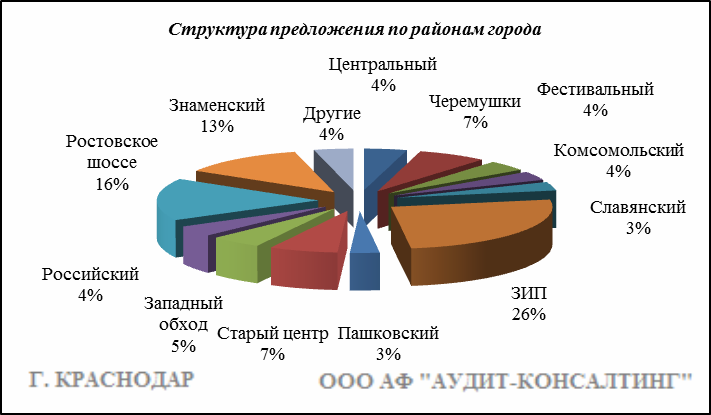 Структура предложения по районам города
Центральный
4%
Черемушки
7%
Фестивальный
4%
Комсомольский
4%
Славянский
3%
ЗИП
26%
Пашковский
3%
Старый центр
7%
Западный
обход
5%
Российский
4%
Ростовское
шоссе
16%
Знаменский
13%
Другие
4%
Г. КРАСНОДАР
ООО АФ "АУДИТ-КОНСАЛТИНГ"